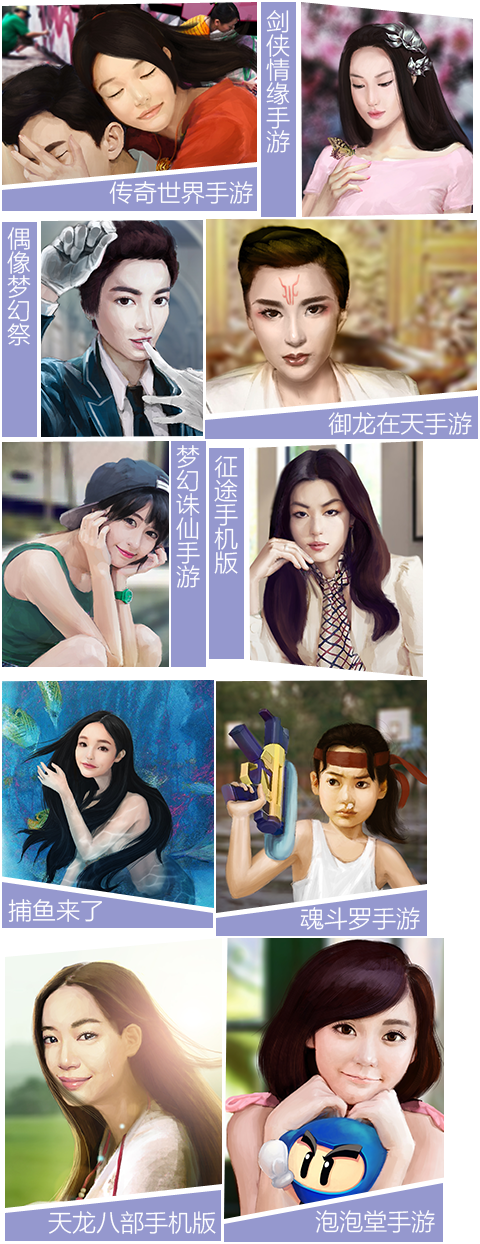 传奇世界手游
剑侠情缘手游
偶像梦幻祭
御龙在天手游
梦幻诛仙手游
征途手机版
捕鱼来了
魂斗罗手游
天龙八部手机版
泡泡堂手游